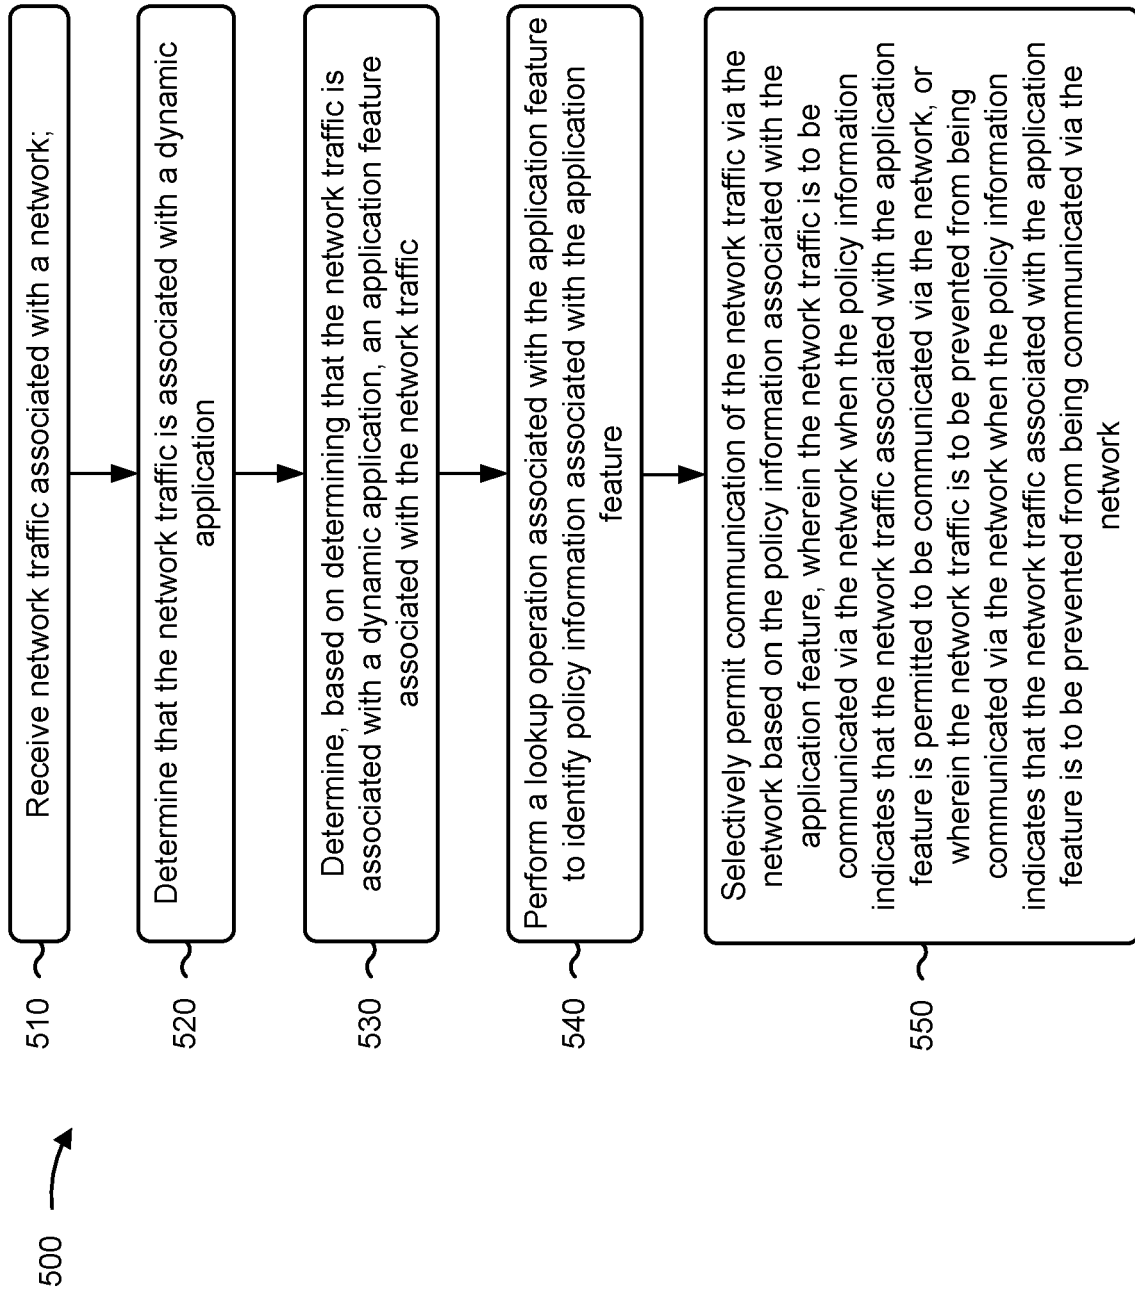 500
510
Receive network traffic associated with a network;
520
Determine that the network traffic is associated with a dynamic
application
530
Determine, based on determining that the network traffic is
associated with a dynamic application, an application feature
associated with the network traffic
540
Perform a lookup operation associated with the application feature
to identify policy information associated with the application
feature
550
Selectively permit communication of the network traffic via the
network based on the policy information associated with the
application feature, wherein the network traffic is to be
communicated via the network when the policy information
indicates that the network traffic associated with the application
feature is permitted to be communicated via the network, or
wherein the network traffic is to be prevented from being
communicated via the network when the policy information
indicates that the network traffic associated with the application
feature is to be prevented from being communicated via the
network